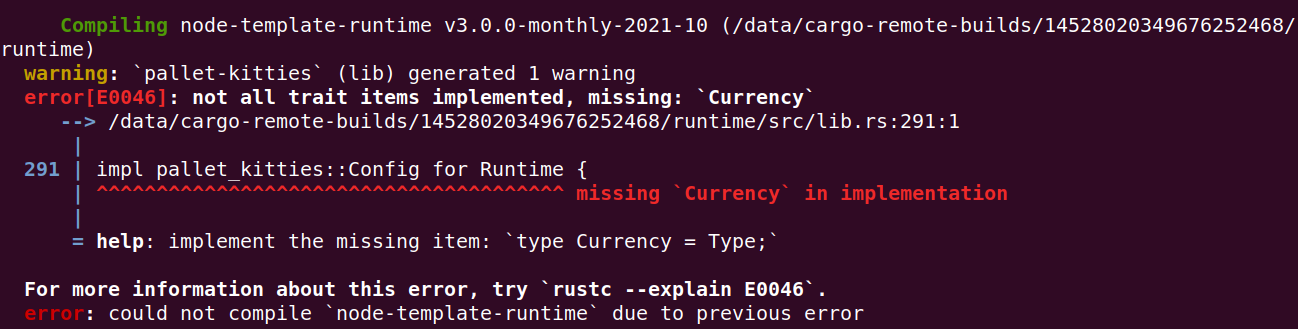 Compiling node-template-runtime v3.0.0-monthly-2021-10 (/data/cargo-remote-builds/14528020349676252468/
runtime)
warning: `pallet-kitties` (lib) generated 1 warning
error[E0046]: not all trait items implemented, missing: `Currency`
--> /data/cargo-remote-builds/14528020349676252468/runtime/src/lib.rs:291:1
|
291 | impl pallet_kitties::Config for Runtime {
| ^^^^^^^^^^^^^^^^^^^^^^^^^^^^^^^^^^^^^^^ missing `Currency` in implementation
|
= help: implement the missing item: `type Currency = Type;`
For more information about this error, try `rustc --explain E0046`.
error: could not compile `node-template-runtime` due to previous error